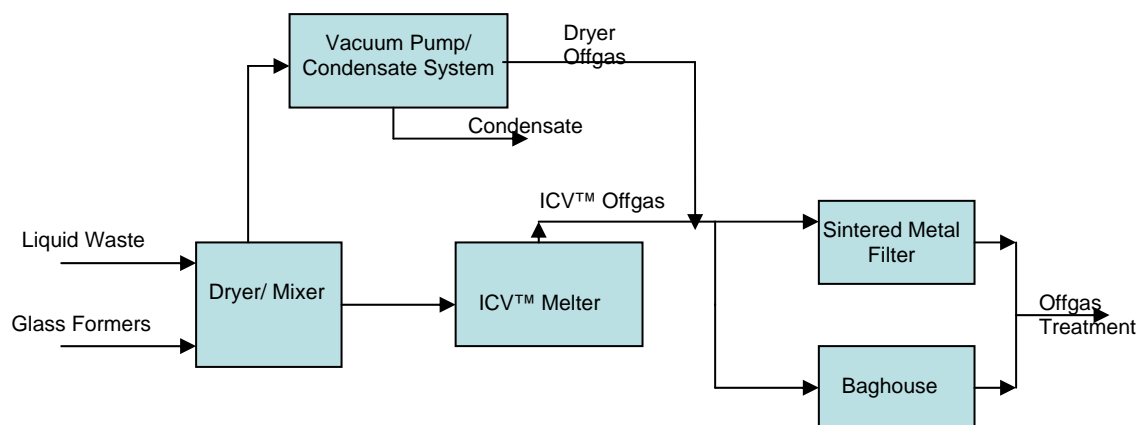 Vacuum Pump/
Condensate System
Dryer
Offgas
Condensate
ICV™ Offgas
Liquid Waste
Glass Formers
Dryer/ Mixer
ICV™ Melter
Sintered Metal
Filter
Baghouse
Offgas
Treatment